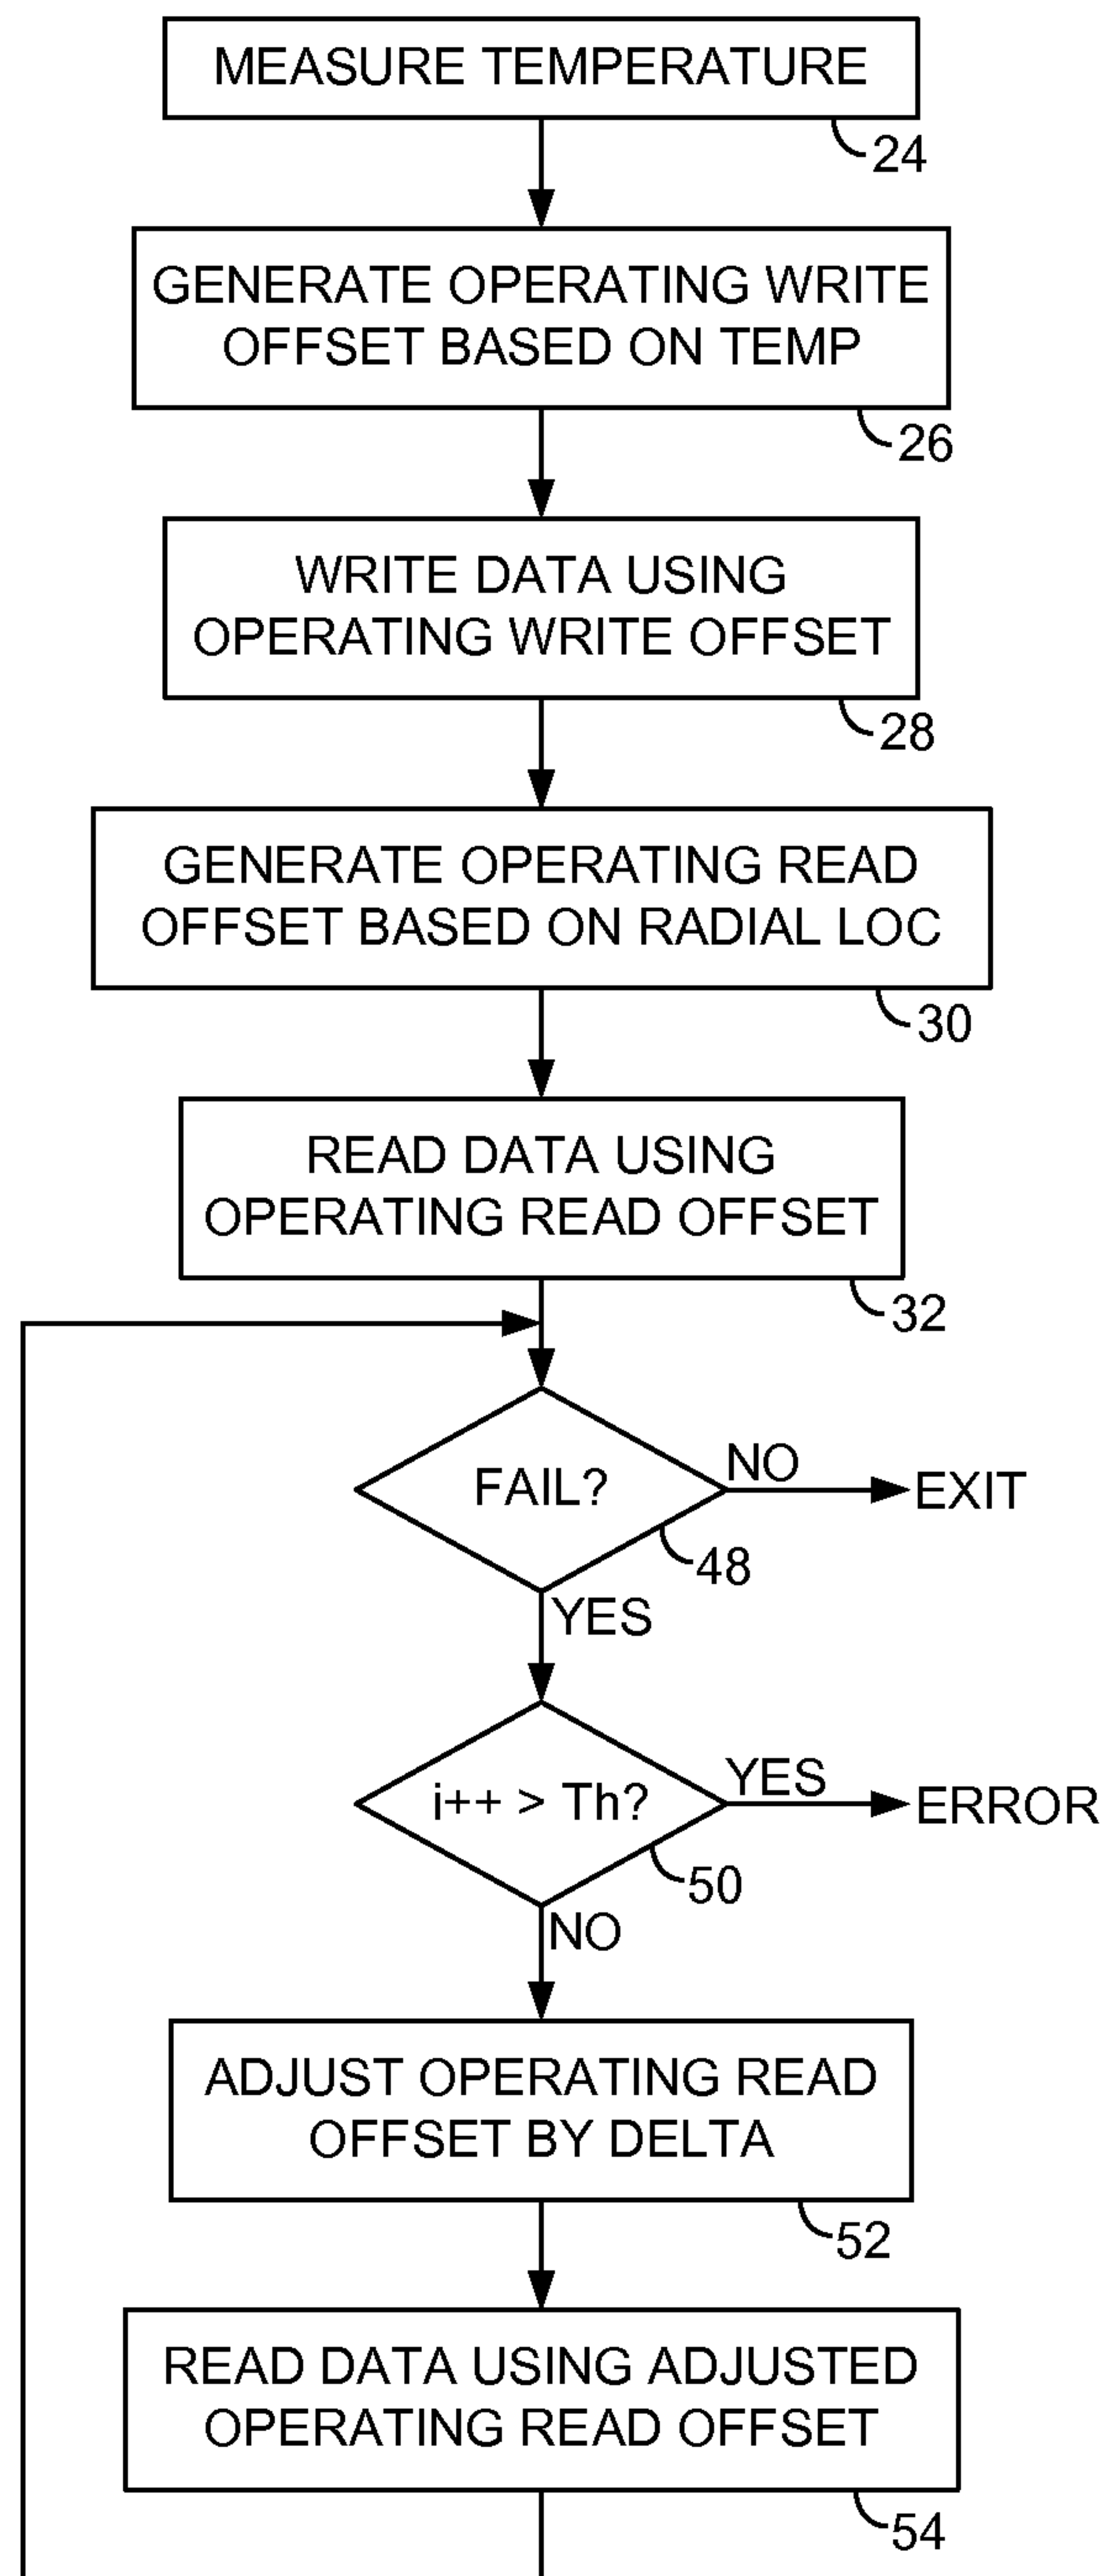 MEASURE TEMPERATURE
24
GENERATE OPERATING WRITE
OFFSET BASED ON TEMP
26
WRITE DATA USING
OPERATING WRITE OFFSET
28
GENERATE OPERATING READ
OFFSET BASED ON RADIAL LOC
30
READ DATA USING
OPERATING READ OFFSET
32
FAIL?
NO
EXIT
48
YES
i++ > Th?
YES
ERROR
50
NO
ADJUST OPERATING READ
OFFSET BY DELTA
52
READ DATA USING ADJUSTED
OPERATING READ OFFSET
54